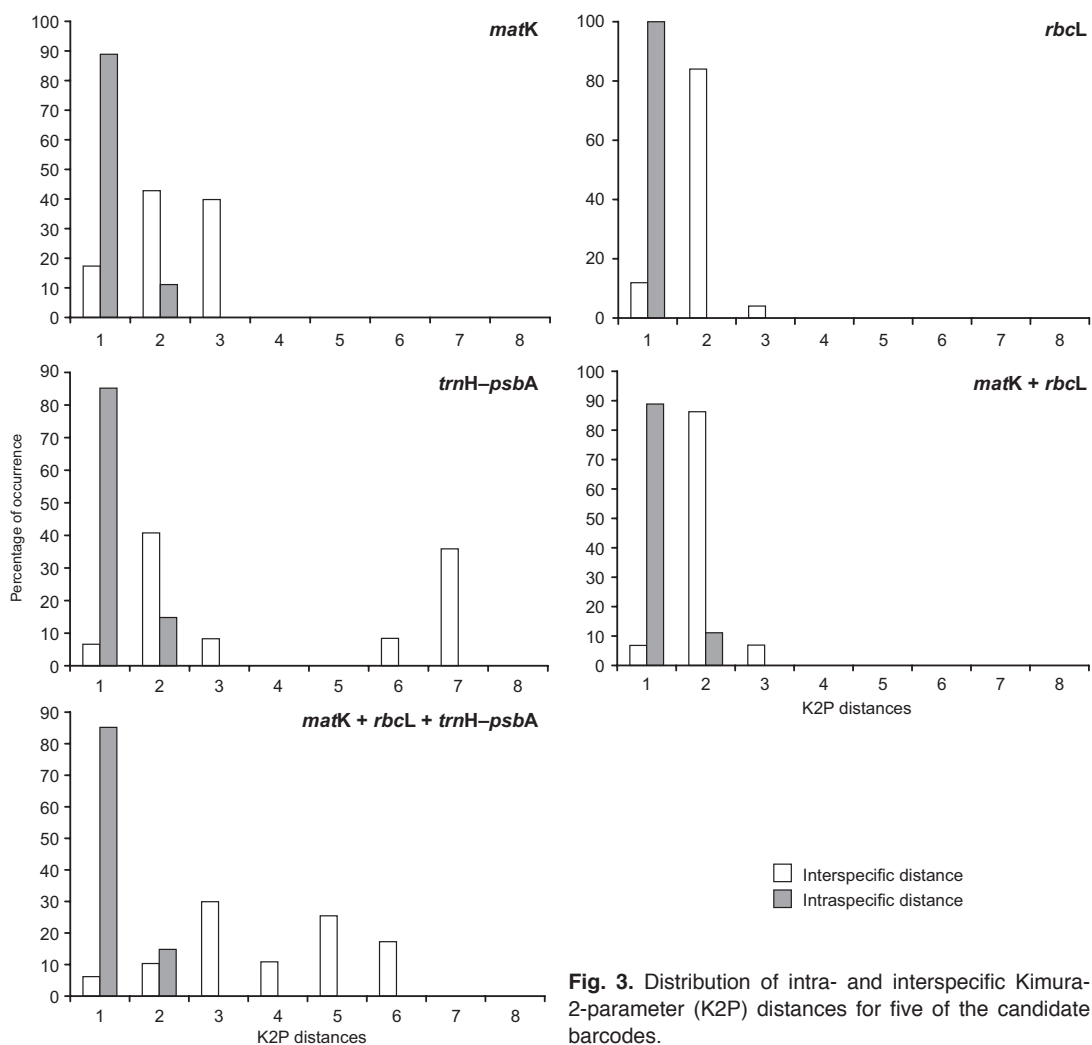 matK
100
90
80
70
60
50
40
30
20
10
0
1 2 3 4 5 6 7 8
rbcL
100
80
60
40
20
0
1 2 3 4 5 6 7 8
Percentage of occurrence
trnH–psbA
90
80
70
60
50
40
30
20
10
0
1 2 3 4 5 6 7 8
matK + rbcL
100
90
80
70
60
50
40
30
20
10
0
1 2 3 4 5 6 7 8
K2P distances
matK + rbcL + trnH–psbA
90
80
70
60
50
40
30
20
10
0
1 2 3 4 5 6 7 8
K2P distances
Interspecific distance
Intraspecific distance
Fig. 3. Distribution of intra- and interspecific Kimura-
2-parameter (K2P) distances for five of the candidate
barcodes.